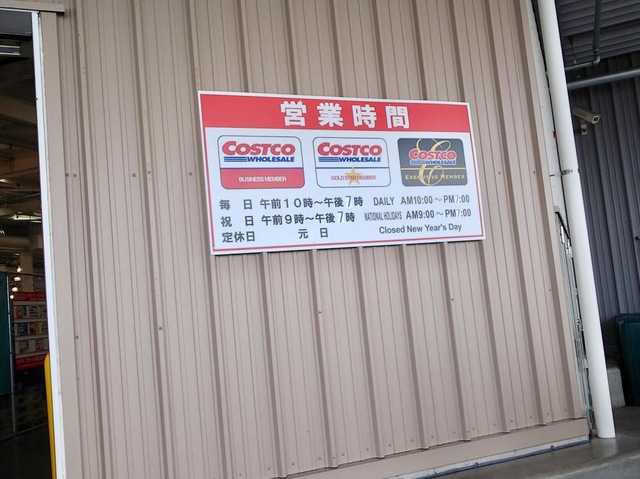 営業時間
COSTCO WHOLESALE BUSINESS MEMBER
COSTCO WHOLESALE GOLD STAR MEMBER
COSTCO WHOLESALE EXECUTIVE MEMBER
毎 日 午前10時～午後7時 DAILY AM10:00～PM7:00
祝 日 午前9時～午後7時 NATIONAL HOLIDAYS AM9:00～PM7:00
定休日 元 日 Closed New Year's Day